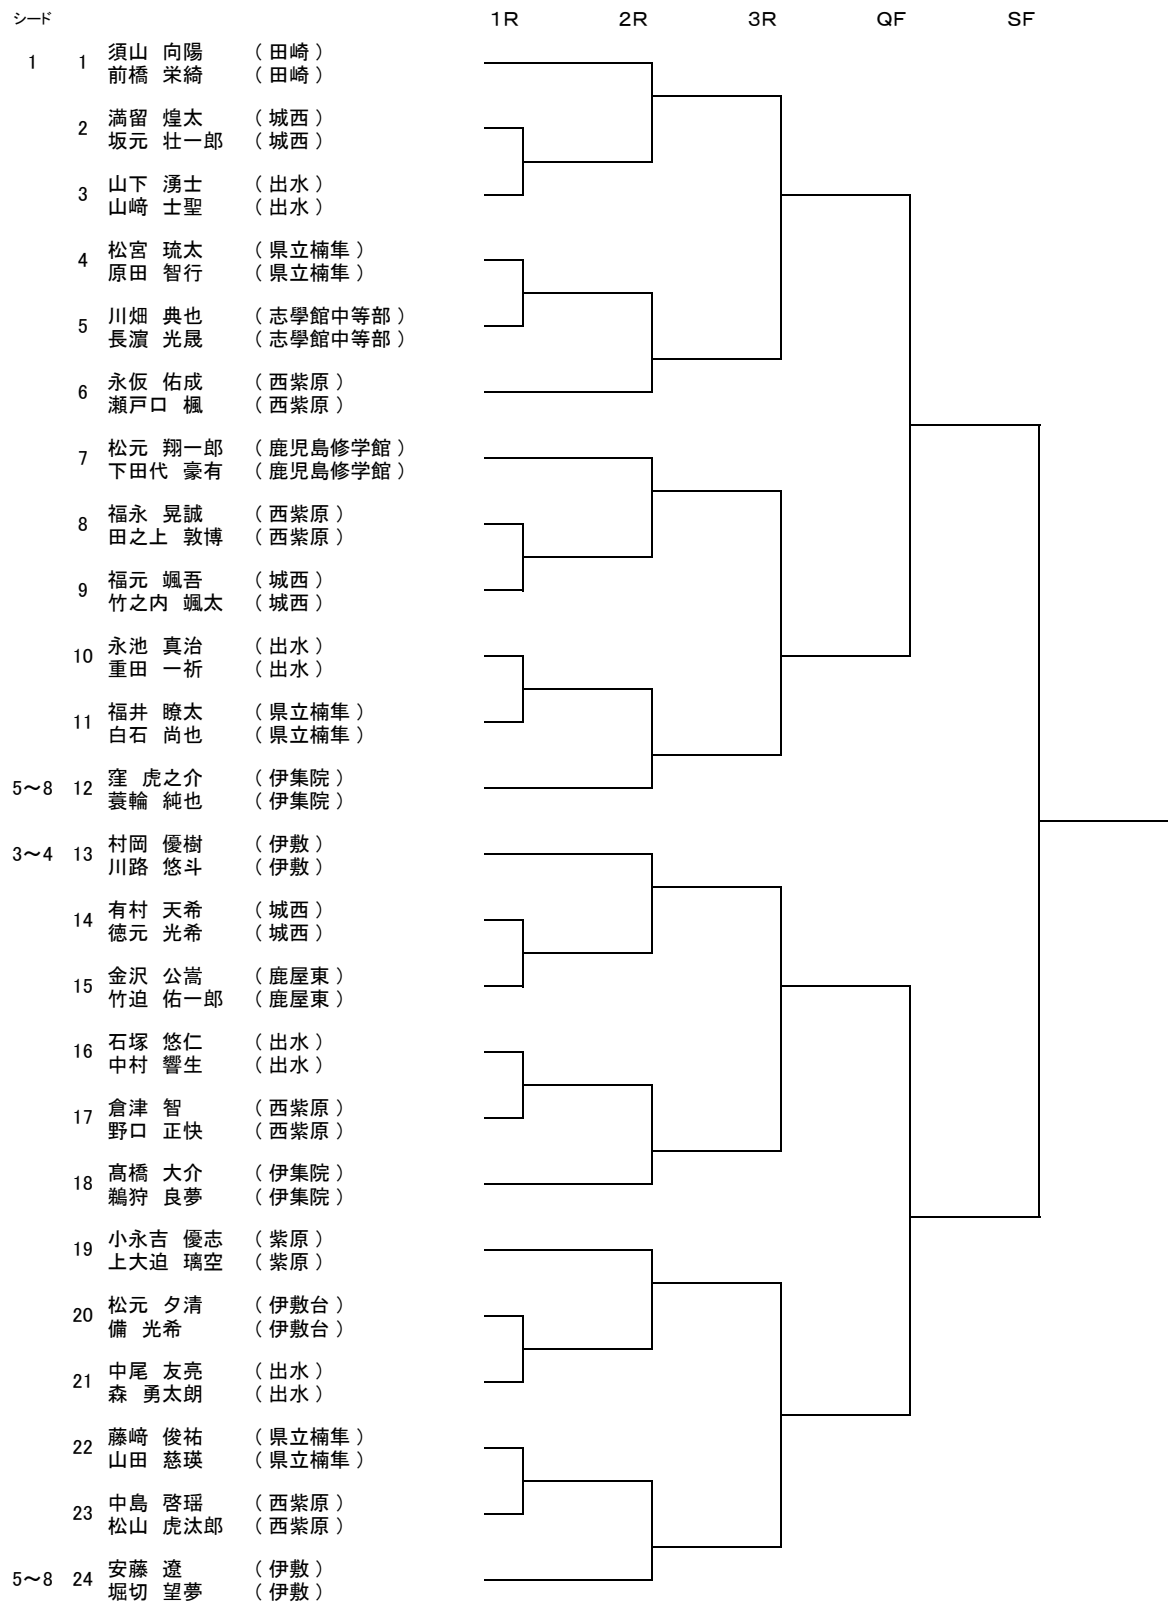 シード 1R 2R 3R QF SF
1 1 須山 向陽 （ 田崎 ）
前橋 栄綺 （ 田崎 ）
2 満留 煌太 （ 城西 ）
坂元 壮一郎 （ 城西 ）
3 山下 湧士 （ 出水 ）
山﨑 士聖 （ 出水 ）
4 松宮 琉太 （ 県立楠隼 ）
原田 智行 （ 県立楠隼 ）
5 川畑 典也 （ 志學館中等部 ）
長濵 光晟 （ 志學館中等部 ）
6 永仮 佑成 （ 西紫原 ）
瀬戸口 楓 （ 西紫原 ）
7 松元 翔一郎 （ 鹿児島修学館 ）
下田代 豪有 （ 鹿児島修学館 ）
8 福永 晃誠 （ 西紫原 ）
田之上 敦博 （ 西紫原 ）
9 福元 颯吾 （ 城西 ）
竹之内 颯太 （ 城西 ）
10 永池 真治 （ 出水 ）
重田 一祈 （ 出水 ）
11 福井 瞭太 （ 県立楠隼 ）
白石 尚也 （ 県立楠隼 ）
5～8 12 窪 虎之介 （ 伊集院 ）
蓑輪 純也 （ 伊集院 ）
3～4 13 村岡 優樹 （ 伊敷 ）
川路 悠斗 （ 伊敷 ）
14 有村 天希 （ 城西 ）
徳元 光希 （ 城西 ）
15 金沢 公嵩 （ 鹿屋東 ）
竹迫 佑一郎 （ 鹿屋東 ）
16 石塚 悠仁 （ 出水 ）
中村 響生 （ 出水 ）
17 倉津 智 （ 西紫原 ）
野口 正快 （ 西紫原 ）
18 髙橋 大介 （ 伊集院 ）
鵜狩 良夢 （ 伊集院 ）
19 小永吉 優志 （ 紫原 ）
上大迫 璃空 （ 紫原 ）
20 松元 夕清 （ 伊敷台 ）
備 光希 （ 伊敷台 ）
21 中尾 友亮 （ 出水 ）
森 勇太朗 （ 出水 ）
22 藤﨑 俊祐 （ 県立楠隼 ）
山田 慈瑛 （ 県立楠隼 ）
23 中島 啓瑶 （ 西紫原 ）
松山 虎汰郎 （ 西紫原 ）
5～8 24 安藤 遼 （ 伊敷 ）
堀切 望夢 （ 伊敷 ）